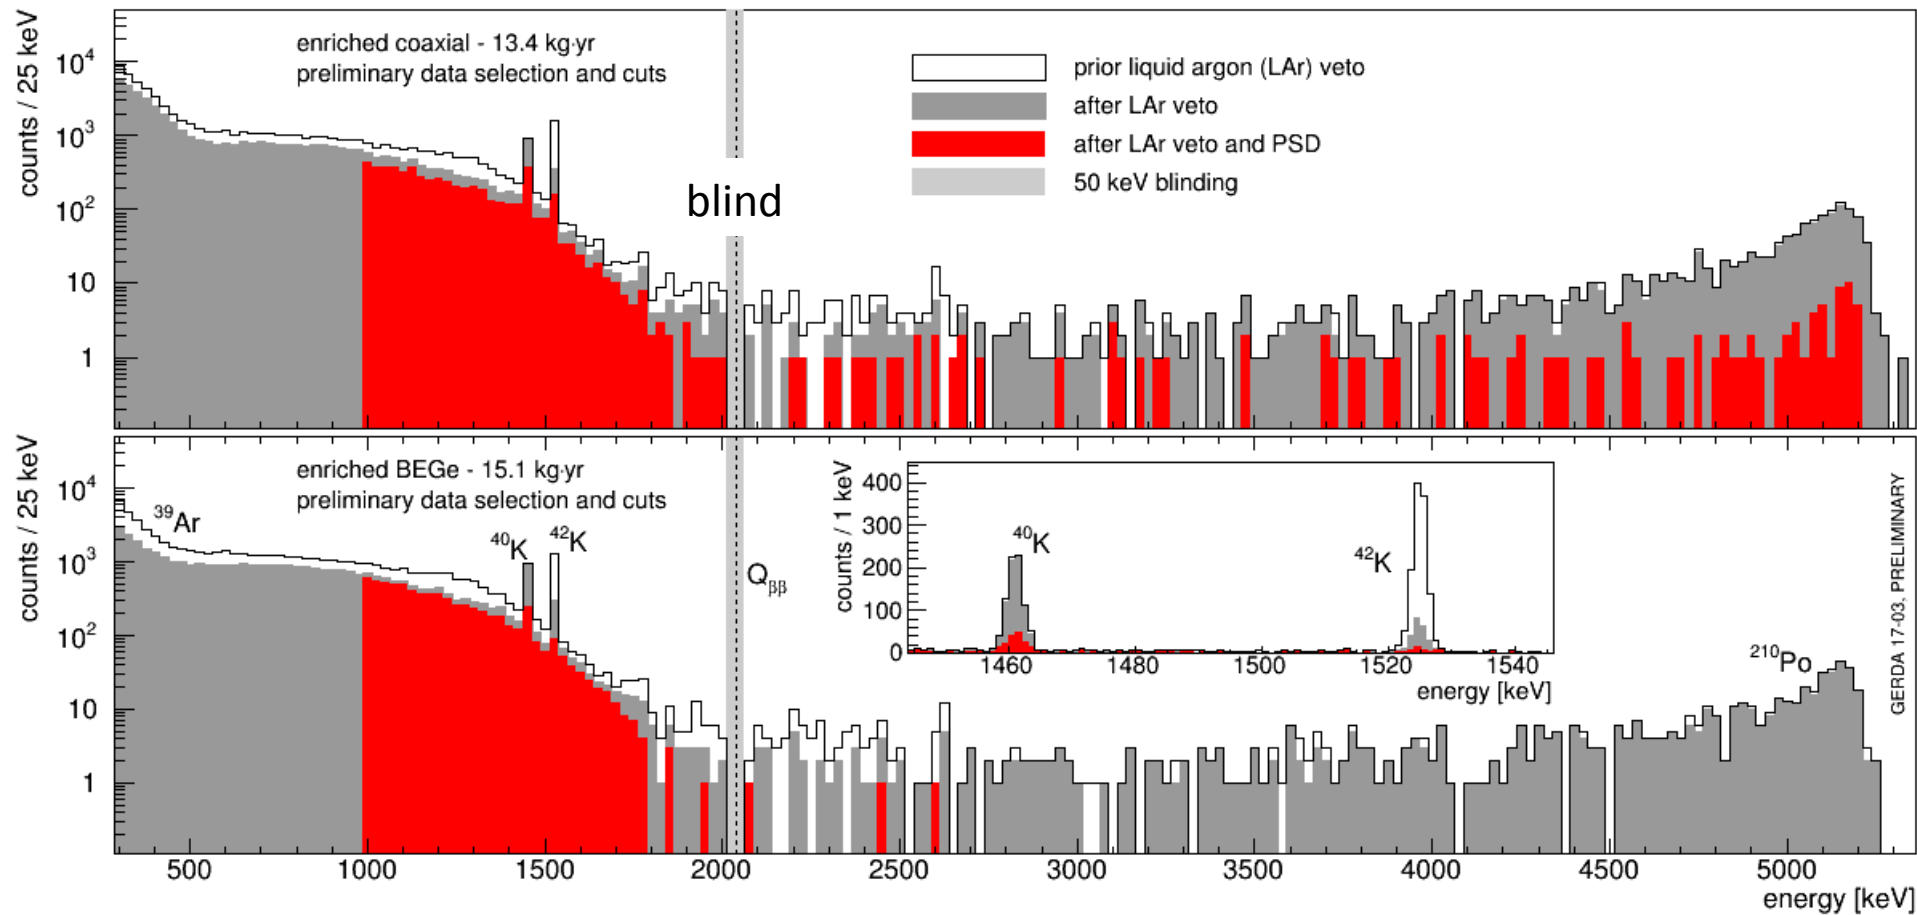 enriched coaxial - 13.4 kg·yr
preliminary data selection and cuts
prior liquid argon (LAr) veto
after LAr veto
after LAr veto and PSD
50 keV blinding
blind
counts / 25 keV
10⁴
10³
10²
10
1
enriched BEGe - 15.1 kg·yr
preliminary data selection and cuts
³⁹Ar
⁴⁰K
⁴²K
Qββ
counts / 25 keV
10⁴
10³
10²
10
1
counts / 1 keV
400
300
200
100
0
⁴⁰K
⁴²K
1460 1480 1500 1520 1540
energy [keV]
²¹⁰Po
GERDA 17-03, PRELIMINARY
500 1000 1500 2000 2500 3000 3500 4000 4500 5000
energy [keV]